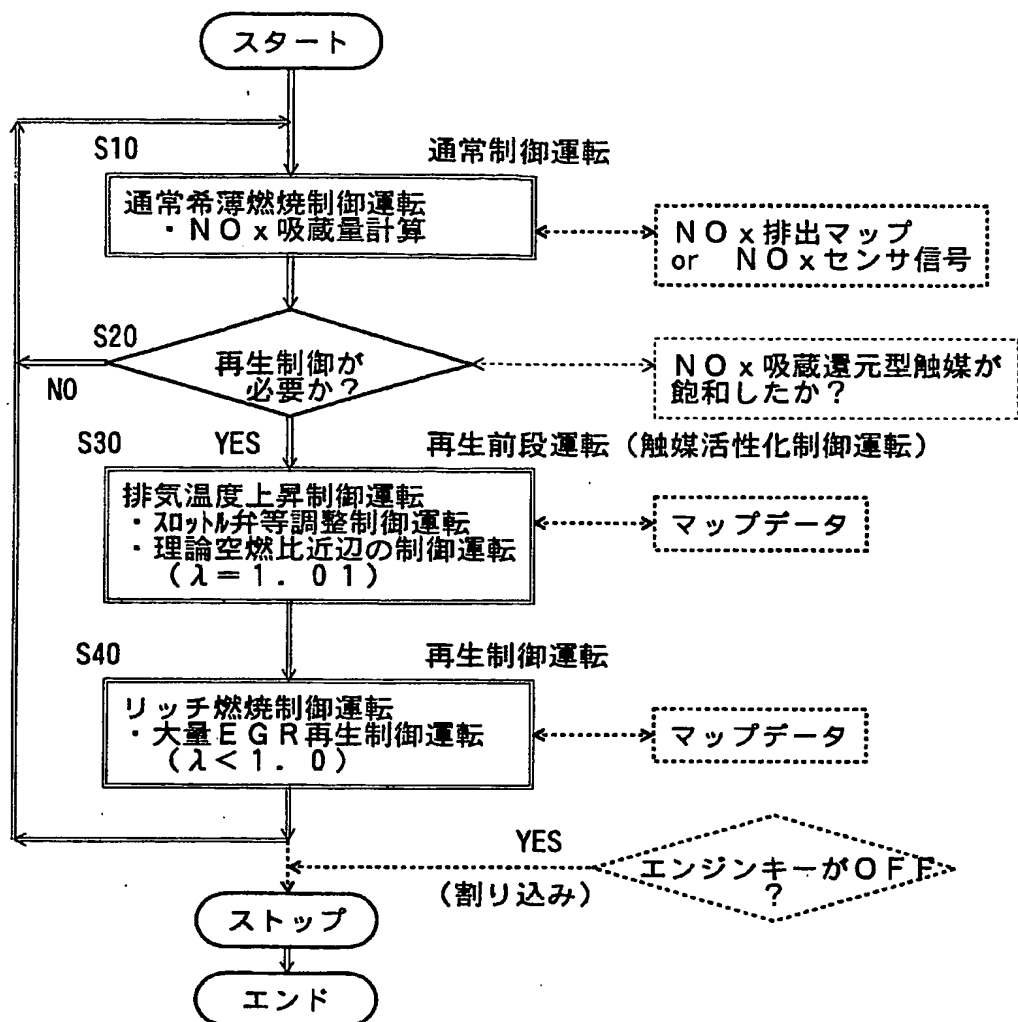 スタート
S10
通常制御運転
通常希薄燃焼制御運転
・NOx吸蔵量計算
NOx排出マップ
or NOxセンサ信号
S20
再生制御が
必要か？
NOx吸蔵還元型触媒が
飽和したか？
NO
S30
YES
再生前段運転（触媒活性化制御運転）
排気温度上昇制御運転
・スロットル弁等調整制御運転
・理論空燃比近辺の制御運転
（λ＝1．01）
マップデータ
S40
再生制御運転
リッチ燃焼制御運転
・大量EGR再生制御運転
（λ＜1．0）
マップデータ
YES
エンジンキーがOFF
？
（割り込み）
ストップ
エンド